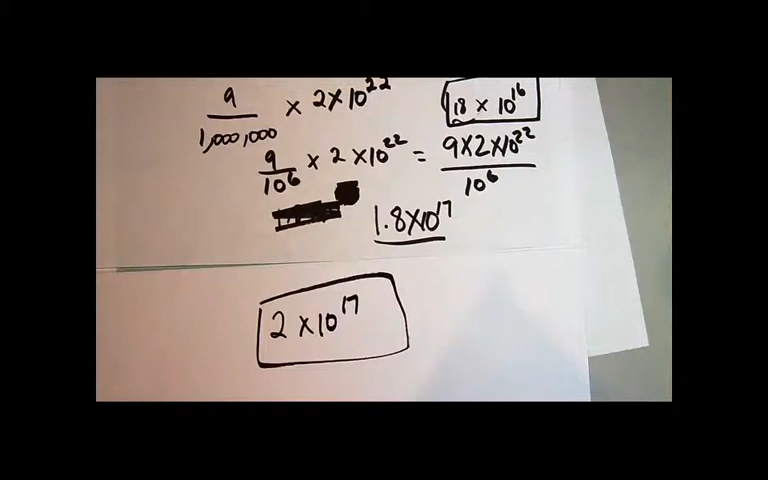 9/1,000,000 × 2×10²²
18 × 10¹⁶
9/10⁶ × 2 ×10²² = 9×2×10²²/10⁶
1.8×10¹⁷
2 ×10¹⁷